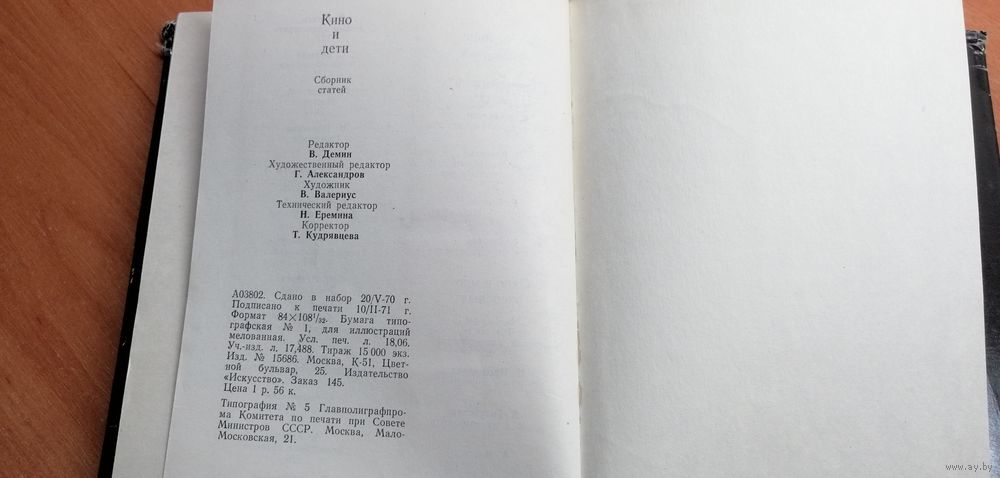 Кино
и
дети
Сборник
статей
Редактор
В. Демин
Художественный редактор
Г. Александров
Художник
В. Валериус
Технический редактор
Н. Еремина
Корректор
Т. Кудрявцева
А03802. Сдано в набор 20/V-70 г.
Подписано к печати 10/II-71 г.
Формат 84×108¹/₃₂. Бумага типо-
графская № 1, для иллюстраций
мелованная. Усл. печ. л. 18,06.
Уч.-изд. л. 17,488. Тираж 15 000 экз.
Изд. № 15686. Москва, К-51, Цвет-
ной бульвар, 25. Издательство
«Искусство». Заказ 145.
Цена 1 р. 56 к.
Типография № 5 Главполиграфпро-
ма Комитета по печати при Совете
Министров СССР. Москва, Мало-
Московская, 21.
www.ay.by